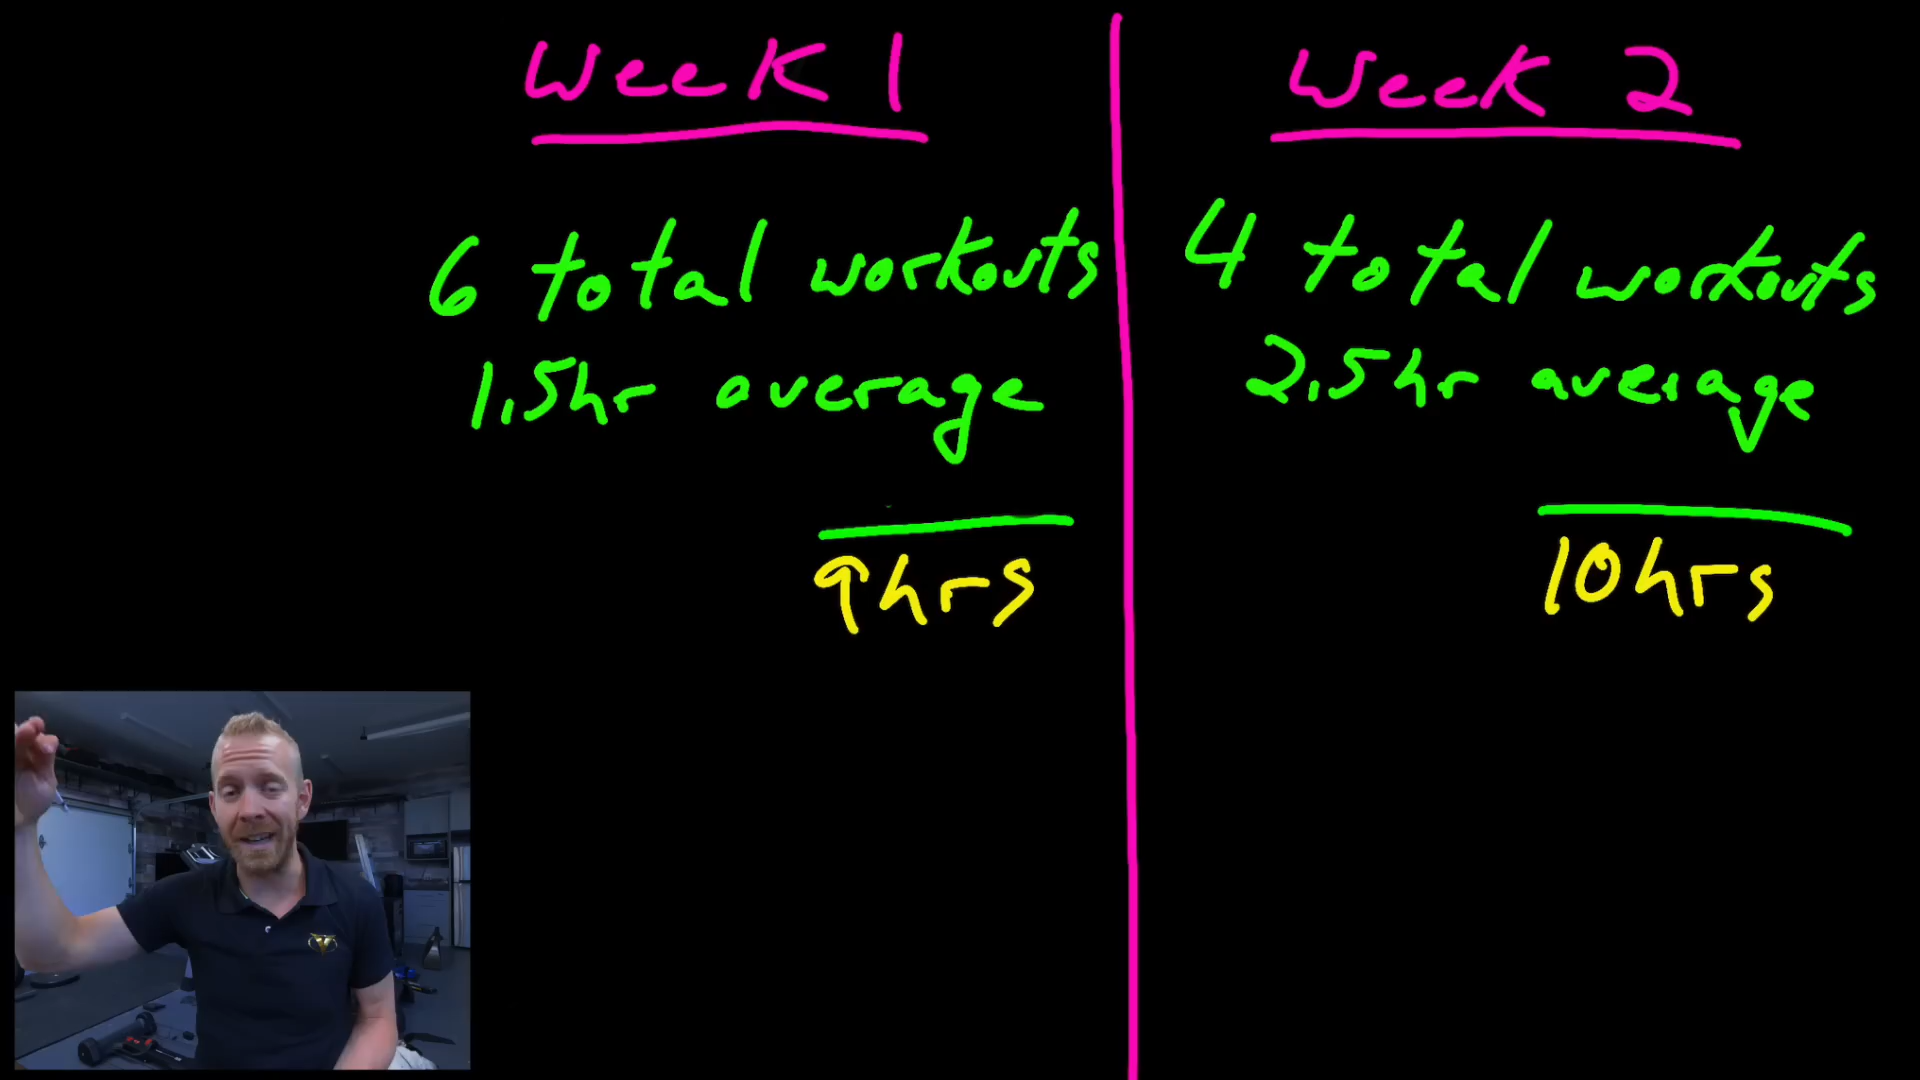 Week 1
6 total workouts
1.5hr average
9hrs
Week 2
4 total workouts
2.5hr average
10hrs